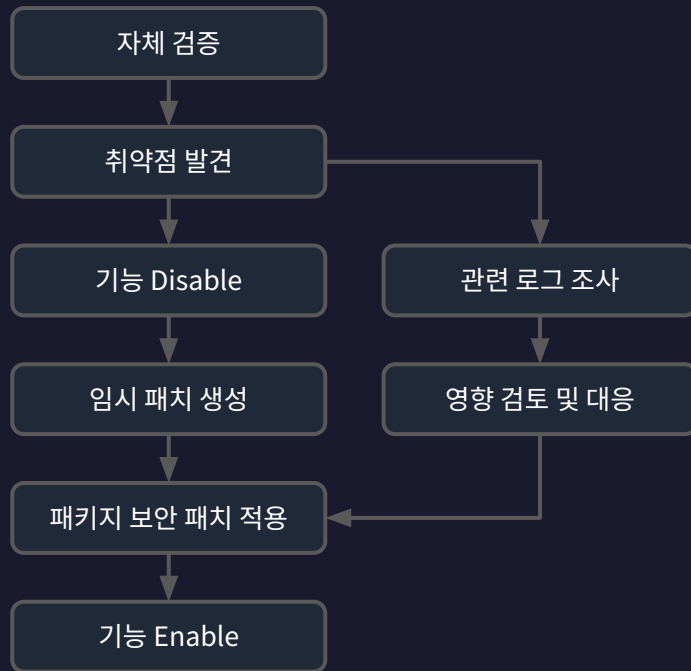 자체 검증
취약점 발견
기능 Disable
관련 로그 조사
임시 패치 생성
영향 검토 및 대응
패키지 보안 패치 적용
기능 Enable